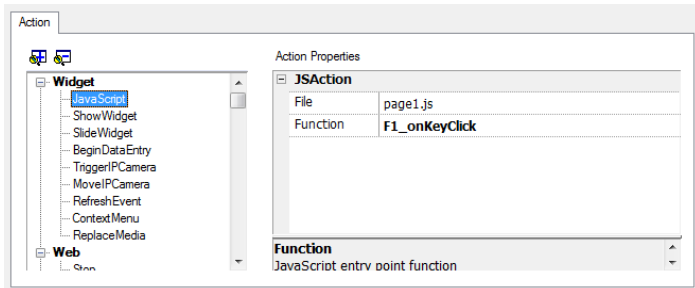 Action
Widget
JavaScript
ShowWidget
SlideWidget
BeginDataEntry
TriggerIPCamera
MoveIPCamera
RefreshEvent
ContextMenu
ReplaceMedia
Web
Stop
Action Properties
JSAction
File page1.js
Function F1_onKeyClick
Function
JavaScript entry point function